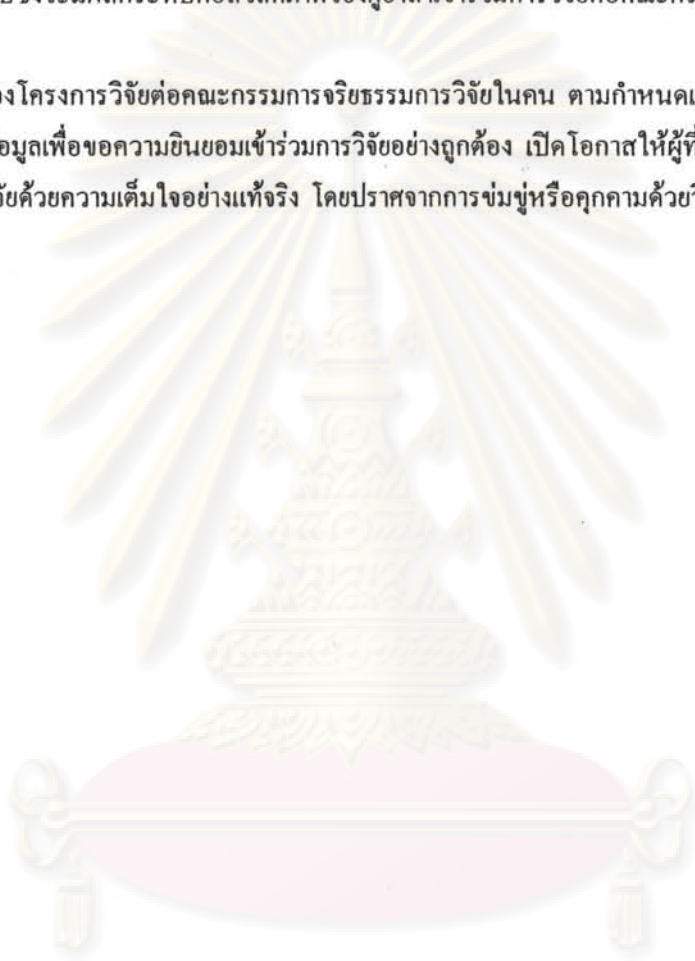 งโครงการวิจัยต่อคณะกรรมการจริยธรรมการวิจัยในคน ตามกำหนด
อมูลเพื่อขอความยินยอมเข้าร่วมการวิจัยอย่างถูกต้อง เปิดโอกาสให้ผู้ที่
วัยด้วยความเต็มใจอย่างแท้จริง โดยปราศจากการข่มขู่หรือคุกคามด้วย